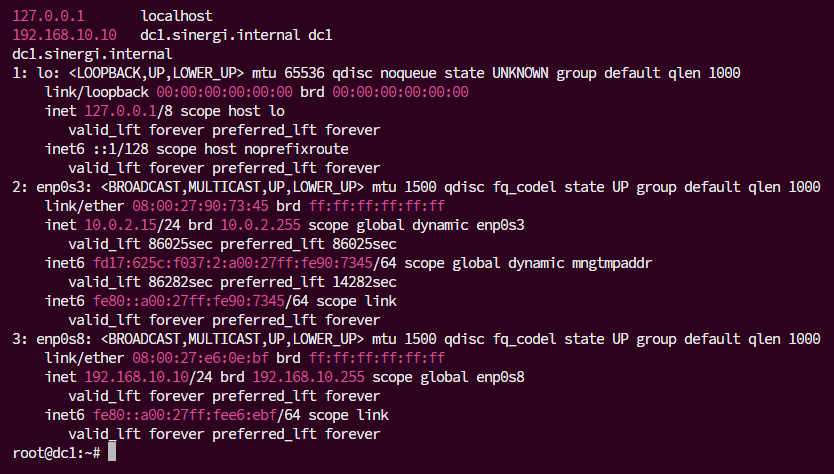 127.0.0.1       localhost
192.168.10.10   dc1.sinergi.internal dc1
dc1.sinergi.internal
1: lo: <LOOPBACK,UP,LOWER_UP> mtu 65536 qdisc noqueue state UNKNOWN group default qlen 1000
    link/loopback 00:00:00:00:00:00 brd 00:00:00:00:00:00
    inet 127.0.0.1/8 scope host lo
       valid_lft forever preferred_lft forever
    inet6 ::1/128 scope host noprefixroute
       valid_lft forever preferred_lft forever
2: enp0s3: <BROADCAST,MULTICAST,UP,LOWER_UP> mtu 1500 qdisc fq_codel state UP group default qlen 1000
    link/ether 08:00:27:90:73:45 brd ff:ff:ff:ff:ff:ff
    inet 10.0.2.15/24 brd 10.0.2.255 scope global dynamic enp0s3
       valid_lft 86025sec preferred_lft 86025sec
    inet6 fd17:625c:f037:2:a00:27ff:fe90:7345/64 scope global dynamic mngtmpaddr
       valid_lft 86282sec preferred_lft 14282sec
    inet6 fe80::a00:27ff:fe90:7345/64 scope link
       valid_lft forever preferred_lft forever
3: enp0s8: <BROADCAST,MULTICAST,UP,LOWER_UP> mtu 1500 qdisc fq_codel state UP group default qlen 1000
    link/ether 08:00:27:e6:0e:bf brd ff:ff:ff:ff:ff:ff
    inet 192.168.10.10/24 brd 192.168.10.255 scope global enp0s8
       valid_lft forever preferred_lft forever
    inet6 fe80::a00:27ff:fee6:ebf/64 scope link
       valid_lft forever preferred_lft forever
root@dc1:~#